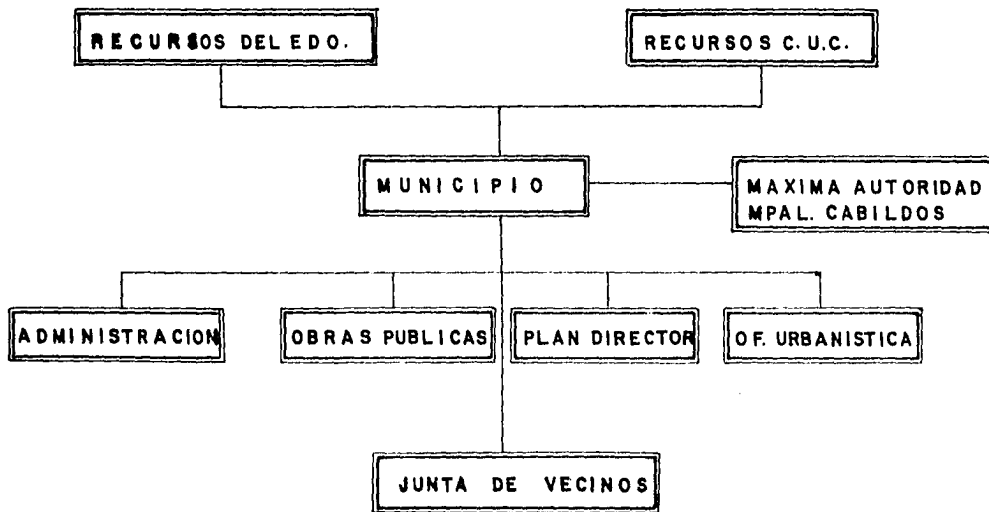 RECURSOS DEL EDO.
RECURSOS C.U.C.
MUNICIPIO
MAXIMA AUTORIDAD
MPAL. CABILDOS
ADMINISTRACION
OBRAS PUBLICAS
PLAN DIRECTOR
OF. URBANISTICA
JUNTA DE VECINOS